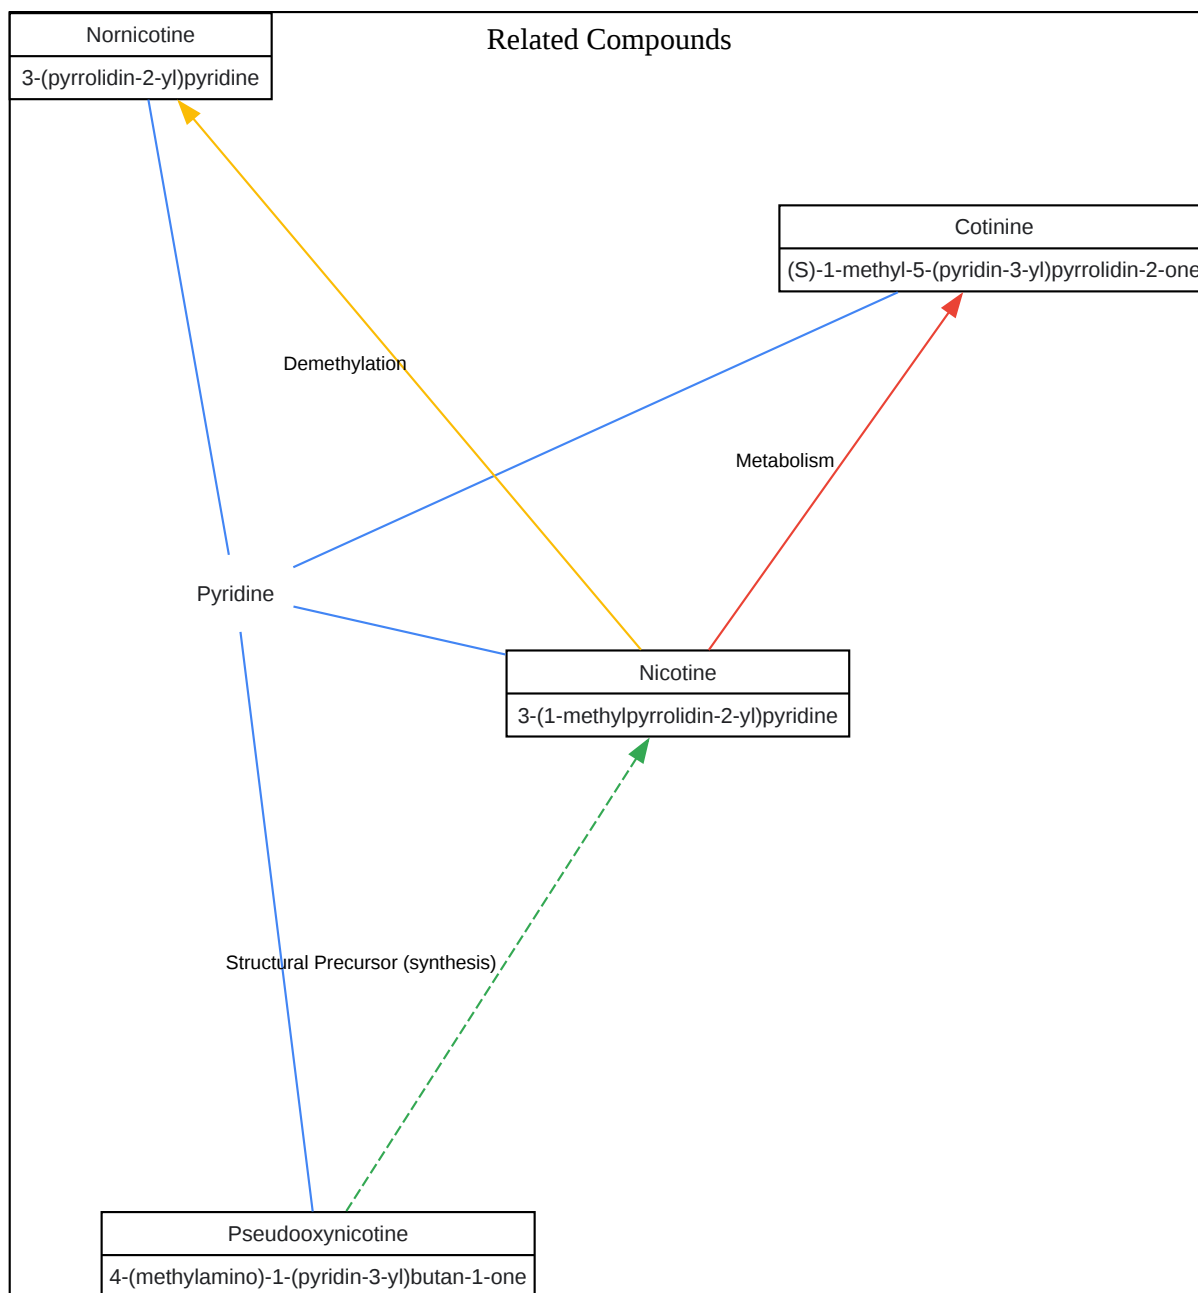 Related Compounds
Nornicotine
3-(pyrrolidin-2-yl)pyridine
Cotinine
(S)-1-methyl-5-(pyridin-3-yl)pyrrolidin-2-one
Demethylation
Metabolism
Pyridine
Nicotine
3-(1-methylpyrrolidin-2-yl)pyridine
Structural Precursor (synthesis)
Pseudooxynicotine
4-(methylamino)-1-(pyridin-3-yl)butan-1-one